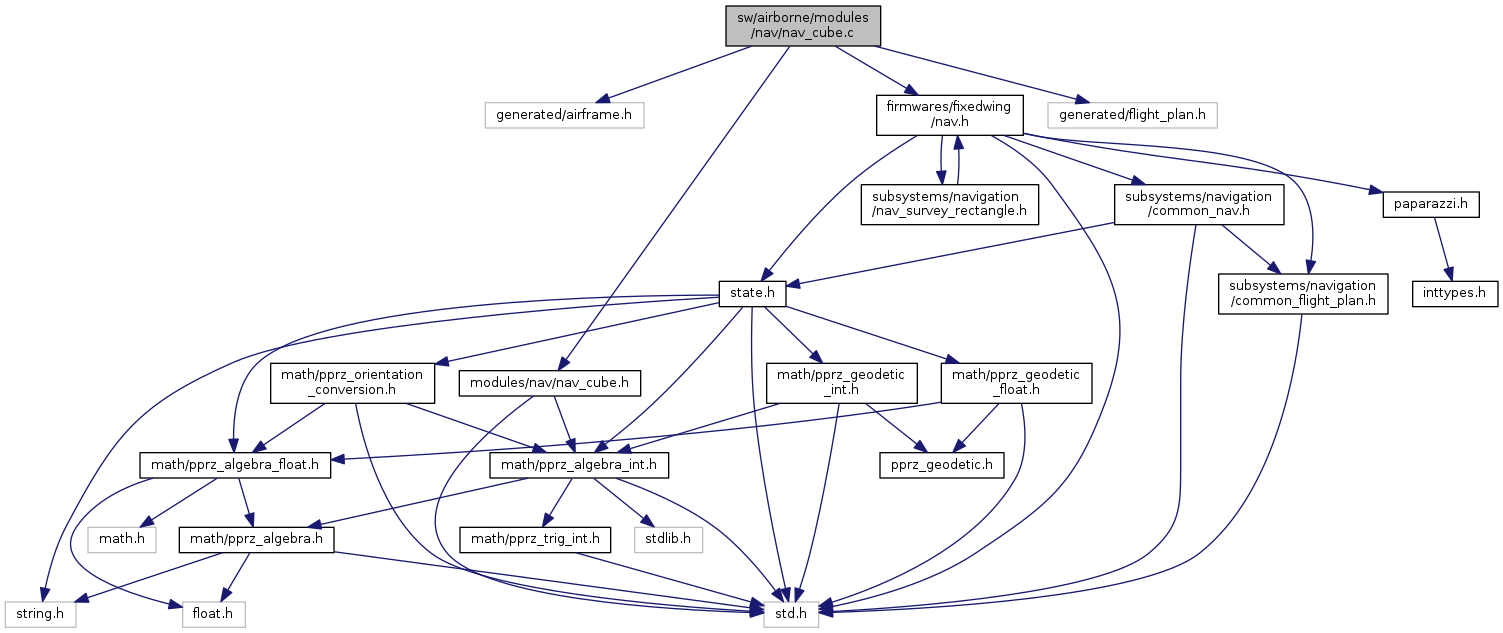 sw/airborne/modules
/nav/nav_cube.c
generated/airframe.h
firmwares/fixedwing
/nav.h
generated/flight_plan.h
subsystems/navigation
/nav_survey_rectangle.h
subsystems/navigation
/common_nav.h
paparazzi.h
state.h
subsystems/navigation
/common_flight_plan.h
inttypes.h
math/pprz_orientation
_conversion.h
modules/nav/nav_cube.h
math/pprz_geodetic
_int.h
math/pprz_geodetic
_float.h
math/pprz_algebra_float.h
math/pprz_algebra_int.h
pprz_geodetic.h
math.h
math/pprz_algebra.h
math/pprz_trig_int.h
stdlib.h
string.h
float.h
std.h